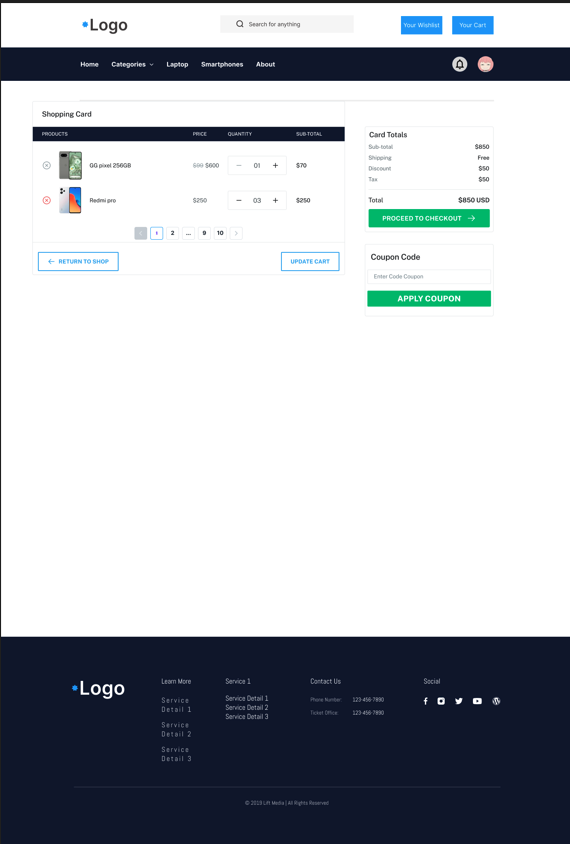 Logo
Search for anything
Your Wishlist
Your Cart
Home
Categories
Laptop
Smartphones
About
Shopping Card
PRODUCTS PRICE QUANTITY SUB-TOTAL
GG pixel 256GB $99 $600 01 $70
Redmi pro $250 03 $250
1 2 ... 9 10
RETURN TO SHOP
UPDATE CART
Card Totals
Sub-total $850
Shipping Free
Discount $50
Tax $50
Total $850 USD
PROCEED TO CHECKOUT
Coupon Code
Enter Code Coupon
APPLY COUPON
Logo
Learn More
Service
Detail 1
Service
Detail 2
Service
Detail 3
Service 1
Service Detail 1
Service Detail 2
Service Detail 3
Contact Us
Phone Number: 123-456-7890
Ticket Office: 123-456-7890
Social
© 2019 Lift Media | All Rights Reserved